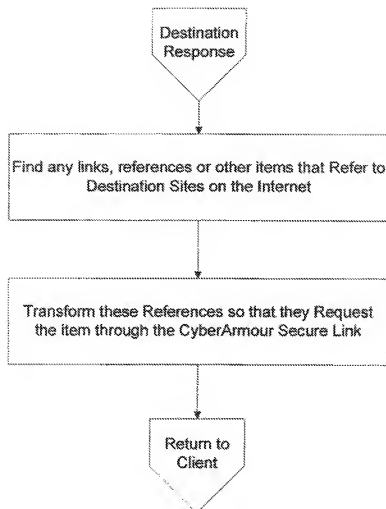 Destination
Response
Find any links, references or other items that Refer to
Destination Sites on the Internet
Transform these References so that they Request
the item through the CyberArmour Secure Link
Return to
Client